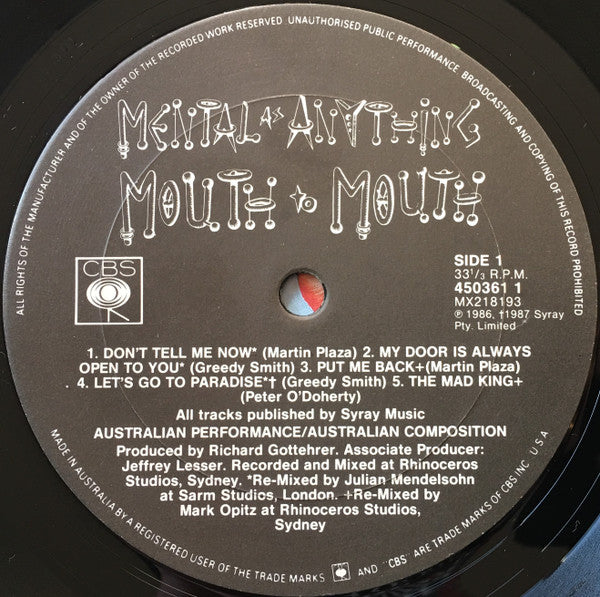 ALL RIGHTS OF THE MANUFACTURER AND OF THE OWNER OF THE RECORDED WORK RESERVED UNAUTHORISED PUBLIC PERFORMANCE, BROADCASTING AND COPYING OF THIS RECORD PROHIBITED
MENTAL AS ANYTHING
MOUTH TO MOUTH
CBS
SIDE 1
33 1/3 R.P.M.
450361 1
MX218193
℗ 1986, †1987 Syray
Pty. Limited
1. DON'T TELL ME NOW* (Martin Plaza) 2. MY DOOR IS ALWAYS
OPEN TO YOU* (Greedy Smith) 3. PUT ME BACK+(Martin Plaza)
4. LET'S GO TO PARADISE*† (Greedy Smith) 5. THE MAD KING+
(Peter O'Doherty)
All tracks published by Syray Music
AUSTRALIAN PERFORMANCE/AUSTRALIAN COMPOSITION
Produced by Richard Gottehrer. Associate Producer:
Jeffrey Lesser. Recorded and Mixed at Rhinoceros
Studios, Sydney. *Re-Mixed by Julian Mendelsohn
at Sarm Studios, London. +Re-Mixed by
Mark Opitz at Rhinoceros Studios,
Sydney
MADE IN AUSTRALIA BY A REGISTERED USER OF THE TRADE MARKS AND "CBS" ARE TRADE MARKS OF CBS INC. U.S.A